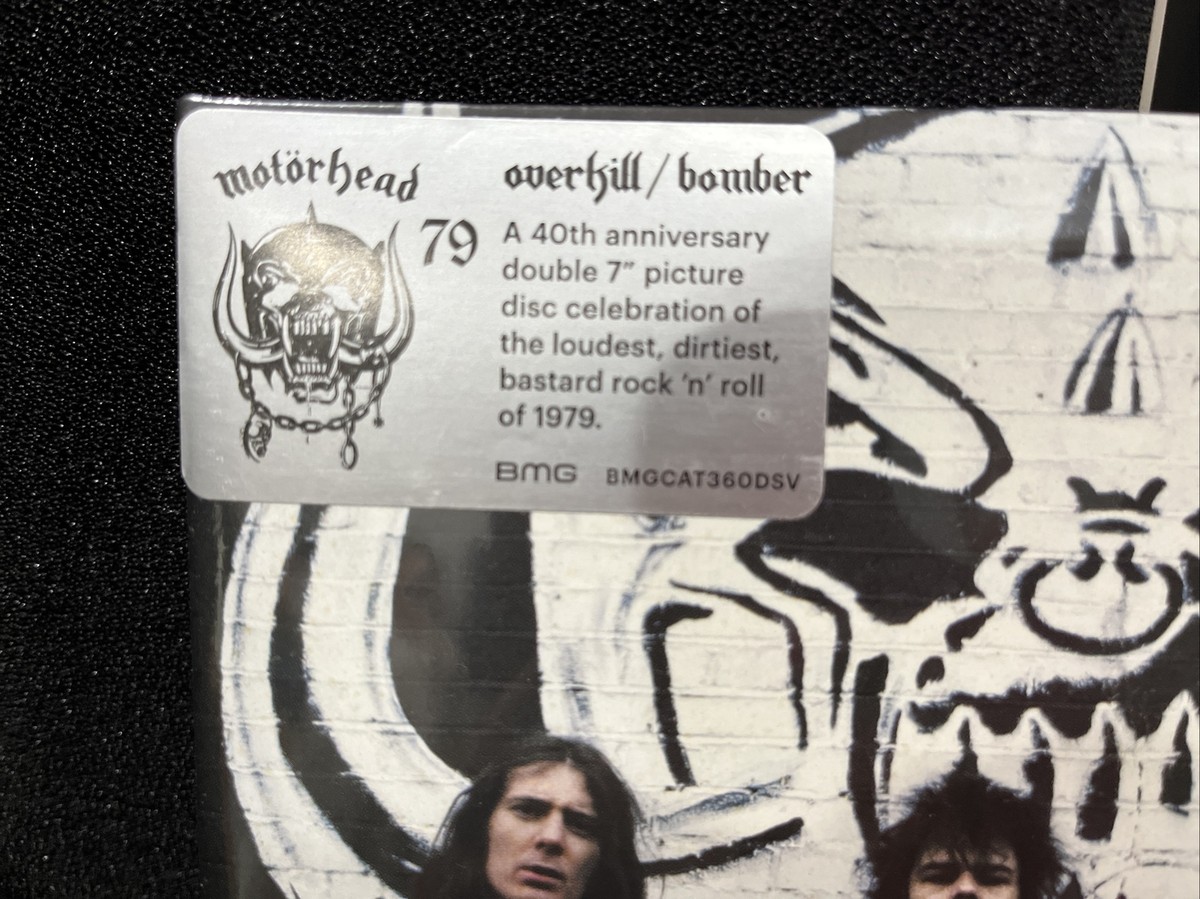 motörhead
79
overkill / bomber
A 40th anniversary
double 7” picture
disc celebration of
the loudest, dirtiest,
bastard rock ’n’ roll
of 1979.
BMG BMGCAT360DSV